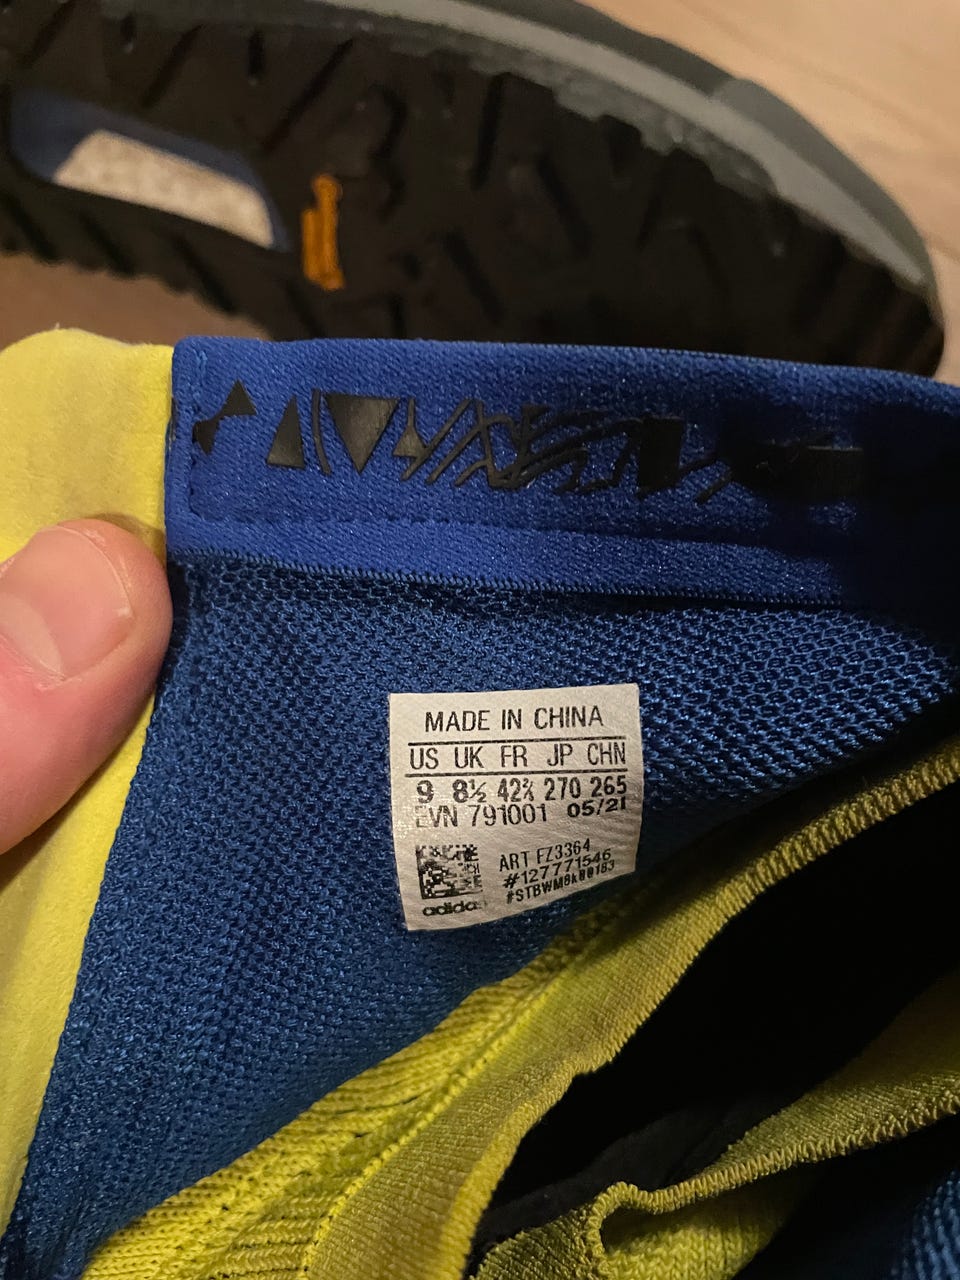 MADE IN CHINA
US UK FR JP CHN
9 8½ 42⅔ 270 265
EVN 791001 05/21
ART FZ3364
#127771546
adidas